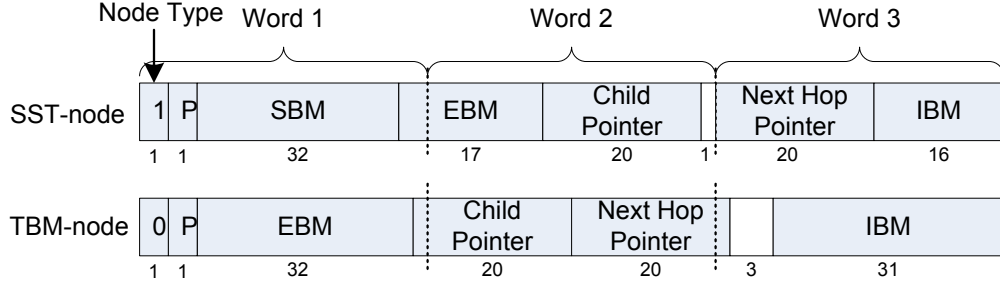 Node Type
Word 1 Word 2 Word 3
SST-node 1 P SBM EBM Child Pointer Next Hop Pointer IBM
1 1 32 17 20 1 20 16
TBM-node 0 P EBM Child Pointer Next Hop Pointer IBM
1 1 32 20 20 3 31